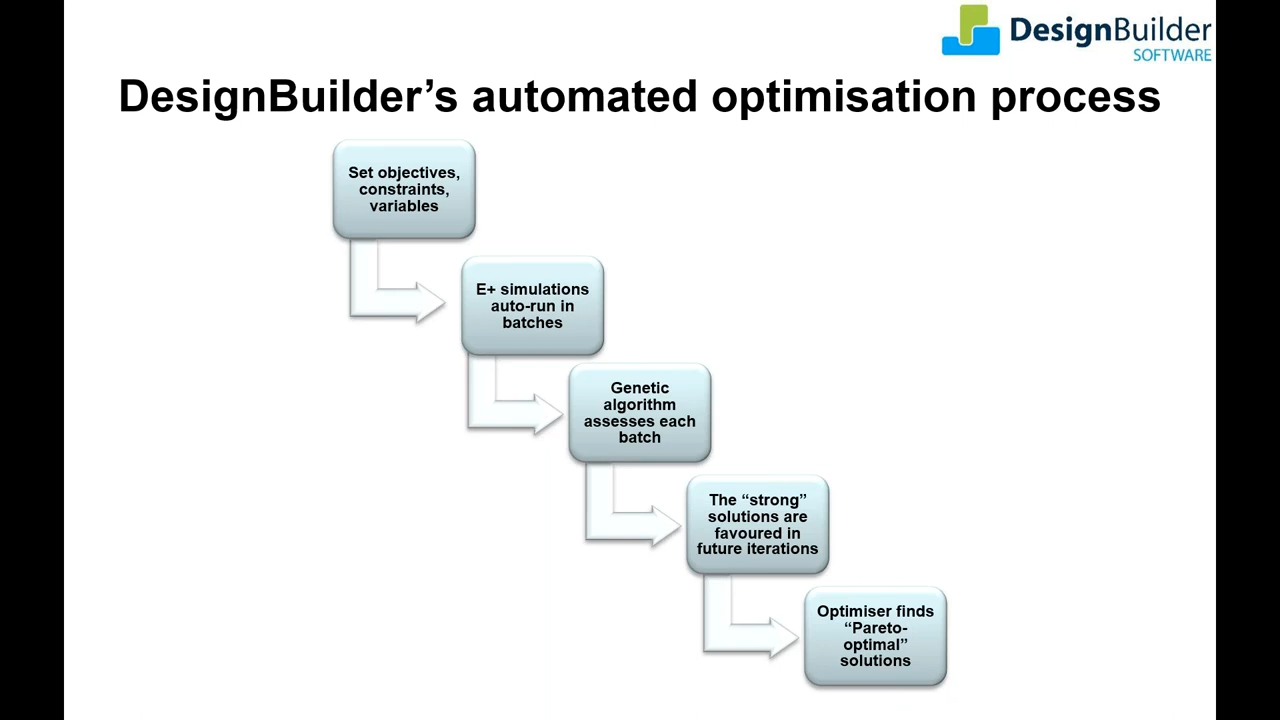 DesignBuilder
SOFTWARE
DesignBuilder’s automated optimisation process
Set objectives,
constraints,
variables
E+ simulations
auto-run in
batches
Genetic
algorithm
assesses each
batch
The “strong”
solutions are
favoured in
future iterations
Optimiser finds
“Pareto-
optimal”
solutions